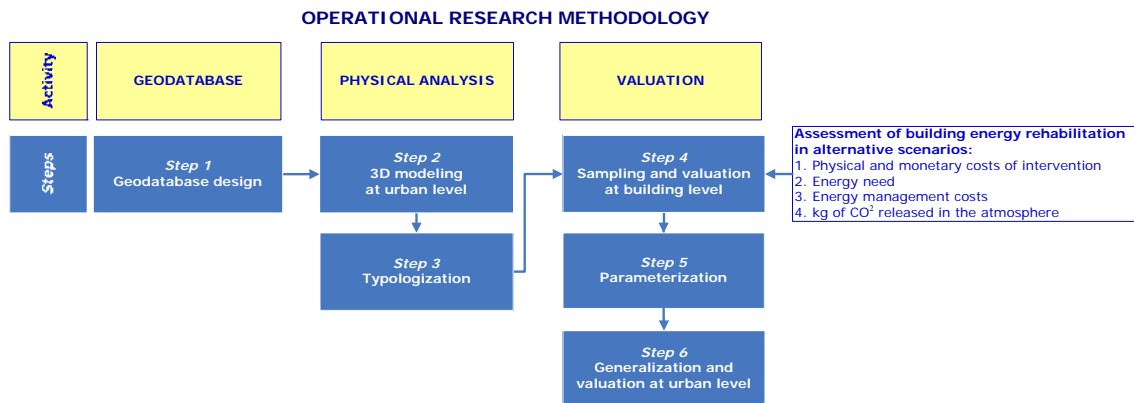 OPERATIONAL RESEARCH METHODOLOGY
Activity
GEODATABASE
PHYSICAL ANALYSIS
VALUATION
Steps
Step 1
Geodatabase design
Step 2
3D modeling
at urban level
Step 3
Typologization
Step 4
Sampling and valuation
at building level
Step 5
Parameterization
Step 6
Generalization and
valuation at urban level
Assessment of building energy rehabilitation
in alternative scenarios:
1. Physical and monetary costs of intervention
2. Energy need
3. Energy management costs
4. kg of CO² released in the atmosphere